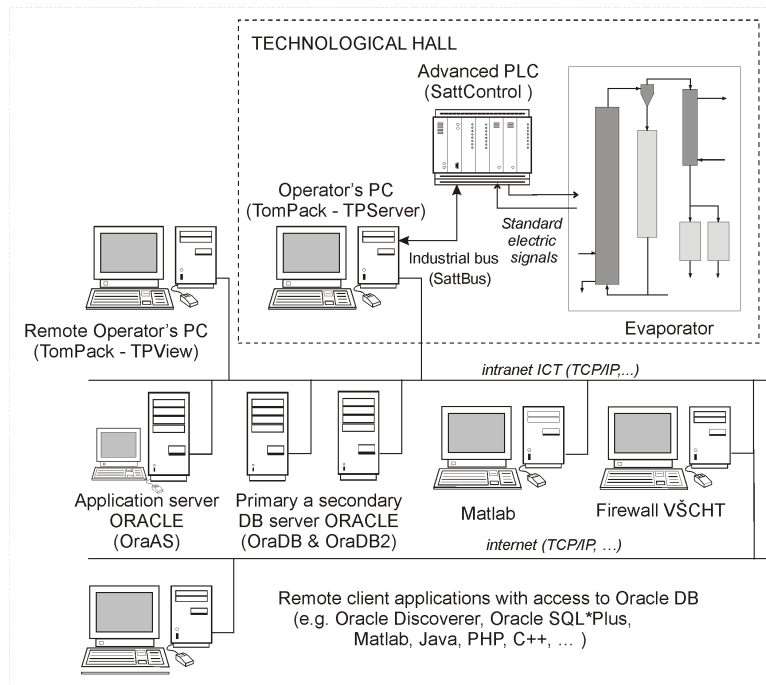 TECHNOLOGICAL HALL
Advanced PLC
(SattControl )
Operator's PC
(TomPack - TPServer)
Industrial bus
(SattBus)
Standard
electric
signals
Evaporator
Remote Operator's PC
(TomPack - TPView)
intranet ICT (TCP/IP,...)
Application server
ORACLE
(OraAS)
Primary a secondary
DB server ORACLE
(OraDB & OraDB2)
Matlab
Firewall VŠCHT
internet (TCP/IP, ...)
Remote client applications with access to Oracle DB
(e.g. Oracle Discoverer, Oracle SQL*Plus,
Matlab, Java, PHP, C++, ... )